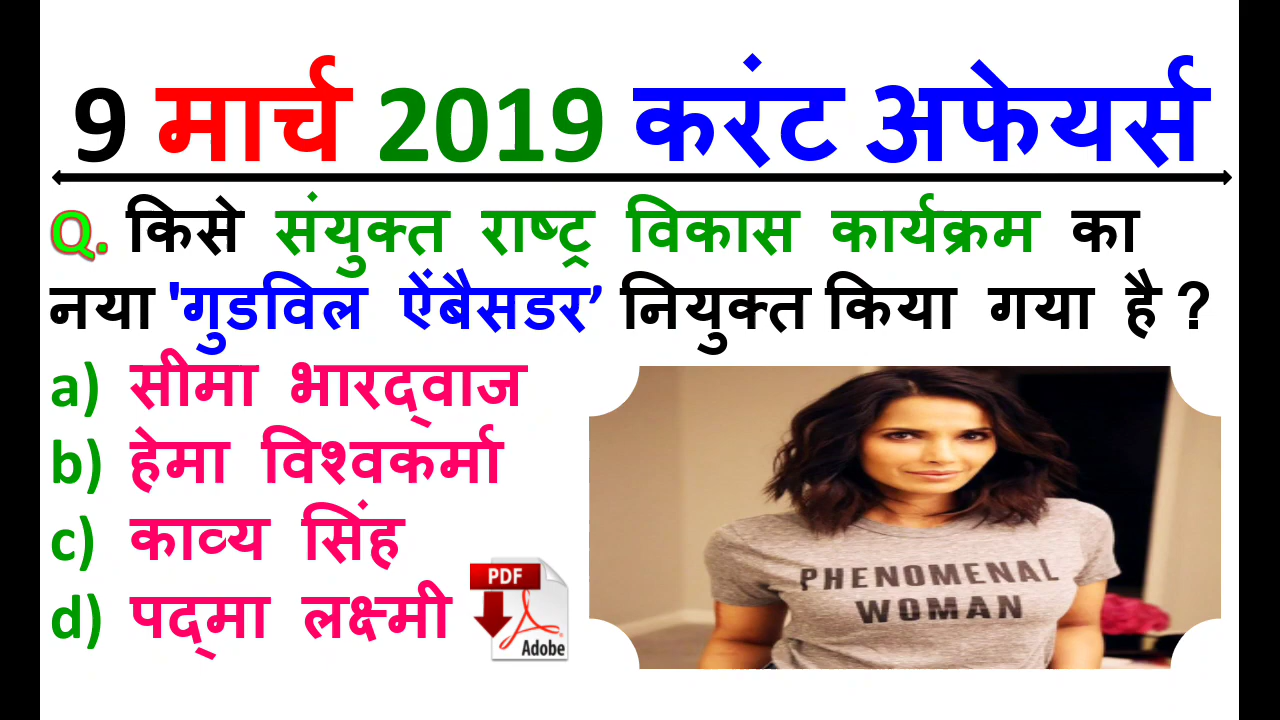 9 मार्च 2019 करंट अफेयर्स
Q. किसे संयुक्त राष्ट्र विकास कार्यक्रम का
नया 'गुडविल ऐंबैसडर’ नियुक्त किया गया है ?
a) सीमा भारद्वाज
b) हेमा विश्वकर्मा
c) काव्य सिंह
d) पद्मा लक्ष्मी
PDF
Adobe
PHENOMENAL
WOMAN